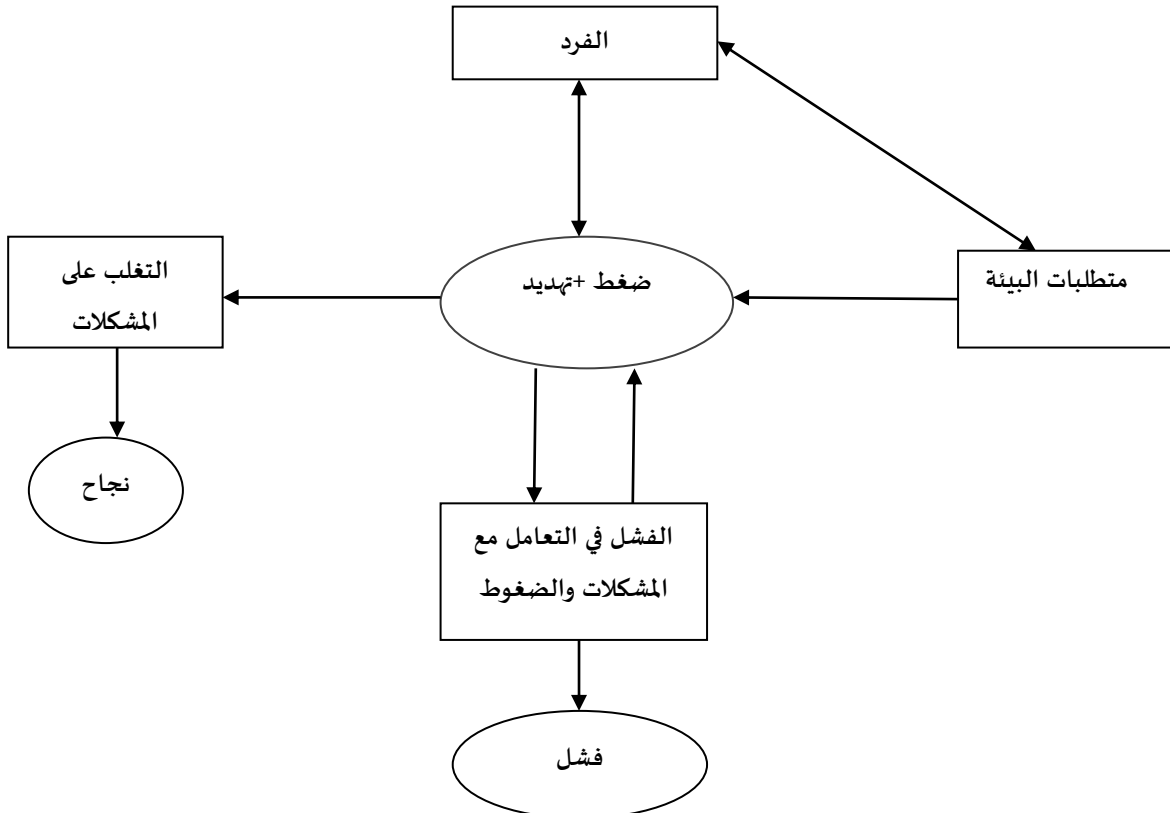 الفرد
متطلبات البيئة
ضغط +تهديد
التغلب على
المشكلات
نجاح
الفشل في التعامل مع
المشكلات والضغوط
فشل